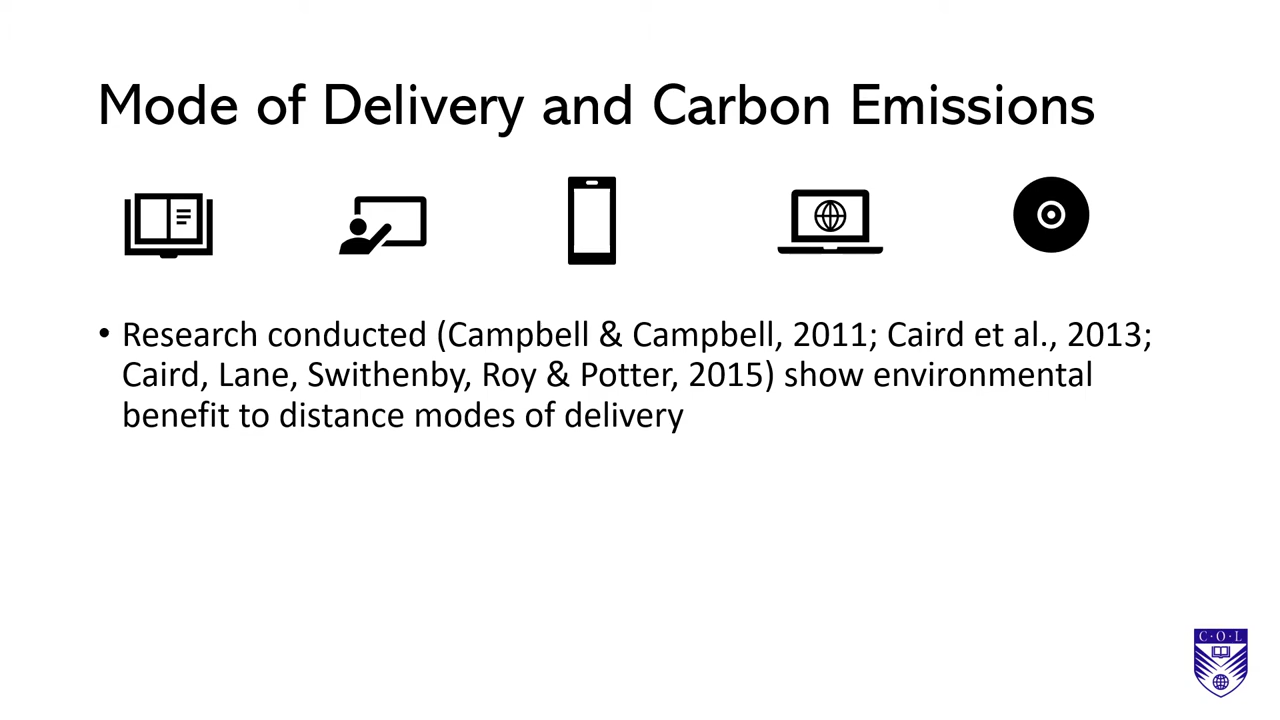 Mode of Delivery and Carbon Emissions
• Research conducted (Campbell & Campbell, 2011; Caird et al., 2013;
Caird, Lane, Swithenby, Roy & Potter, 2015) show environmental
benefit to distance modes of delivery
C·O·L